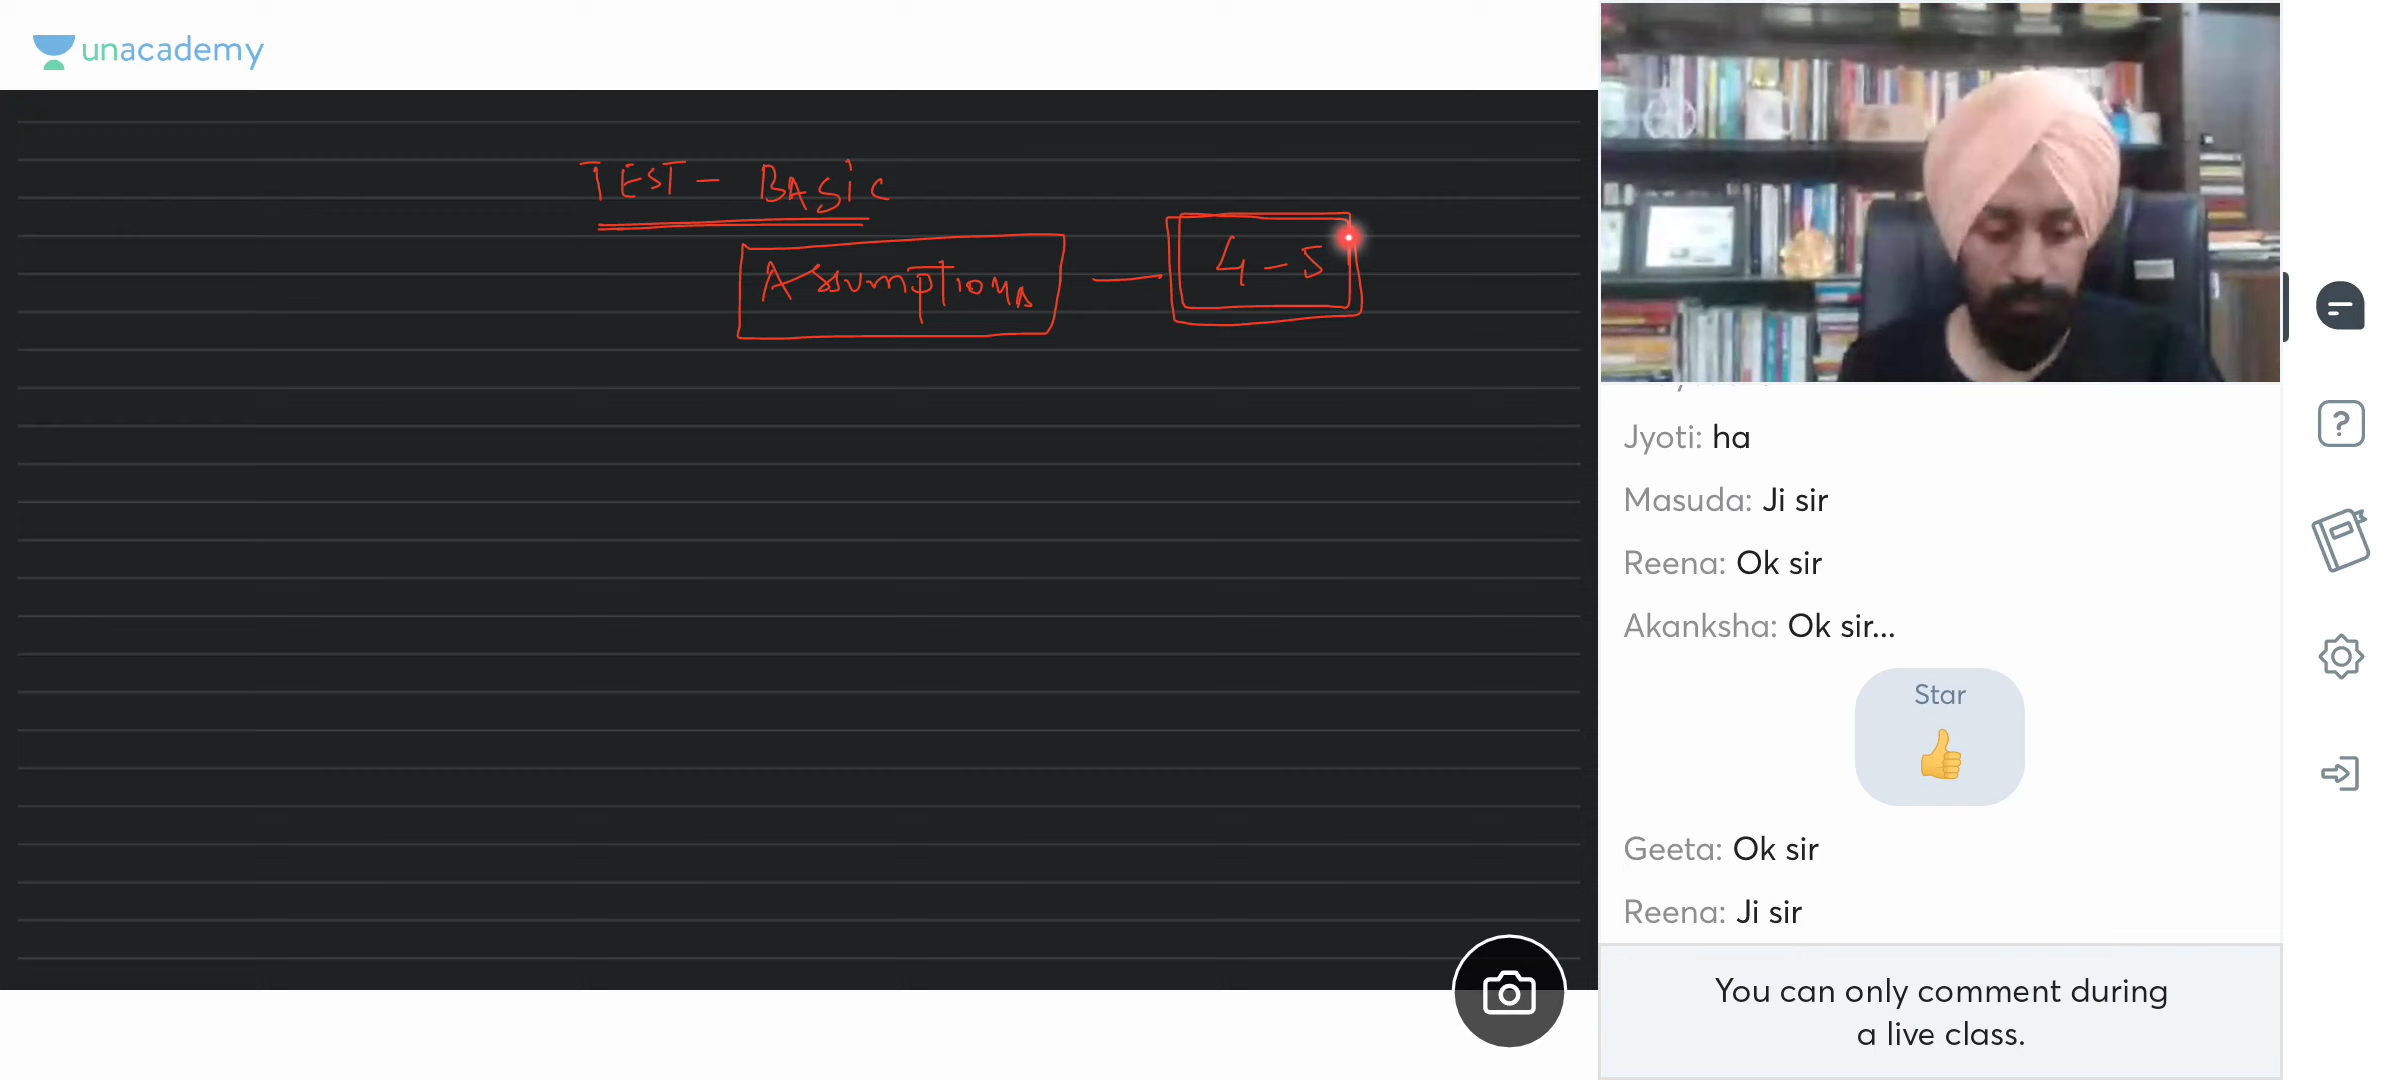 unacademy
TEST - BASIC
Assumptions — 4-5
Jyoti: ha
Masuda: Ji sir
Reena: Ok sir
Akanksha: Ok sir...
Star
Geeta: Ok sir
Reena: Ji sir
You can only comment during
a live class.